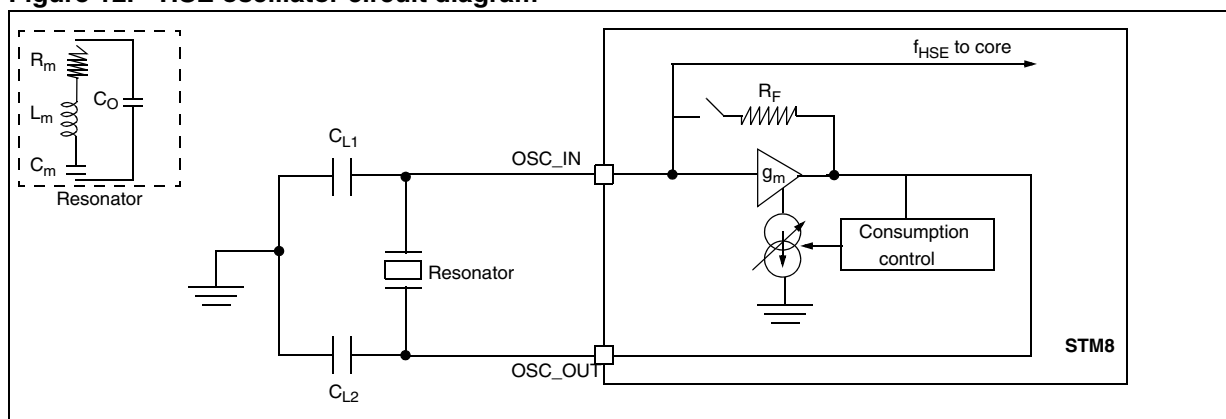 Figure 12. HSE oscillator circuit diagram
Rm
Lm
CO
Cm
Resonator
CL1
CL2
Resonator
OSC_IN
OSC_OUT
fHSE to core
RF
gm
Consumption
control
STM8